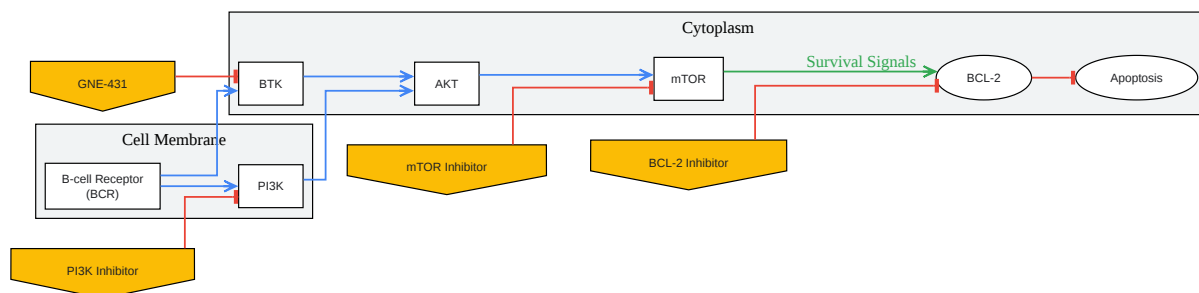 Cytoplasm
GNE-431
BTK
AKT
mTOR
Survival Signals
BCL-2
Apoptosis
Cell Membrane
B-cell Receptor
(BCR)
PI3K
mTOR Inhibitor
BCL-2 Inhibitor
PI3K Inhibitor